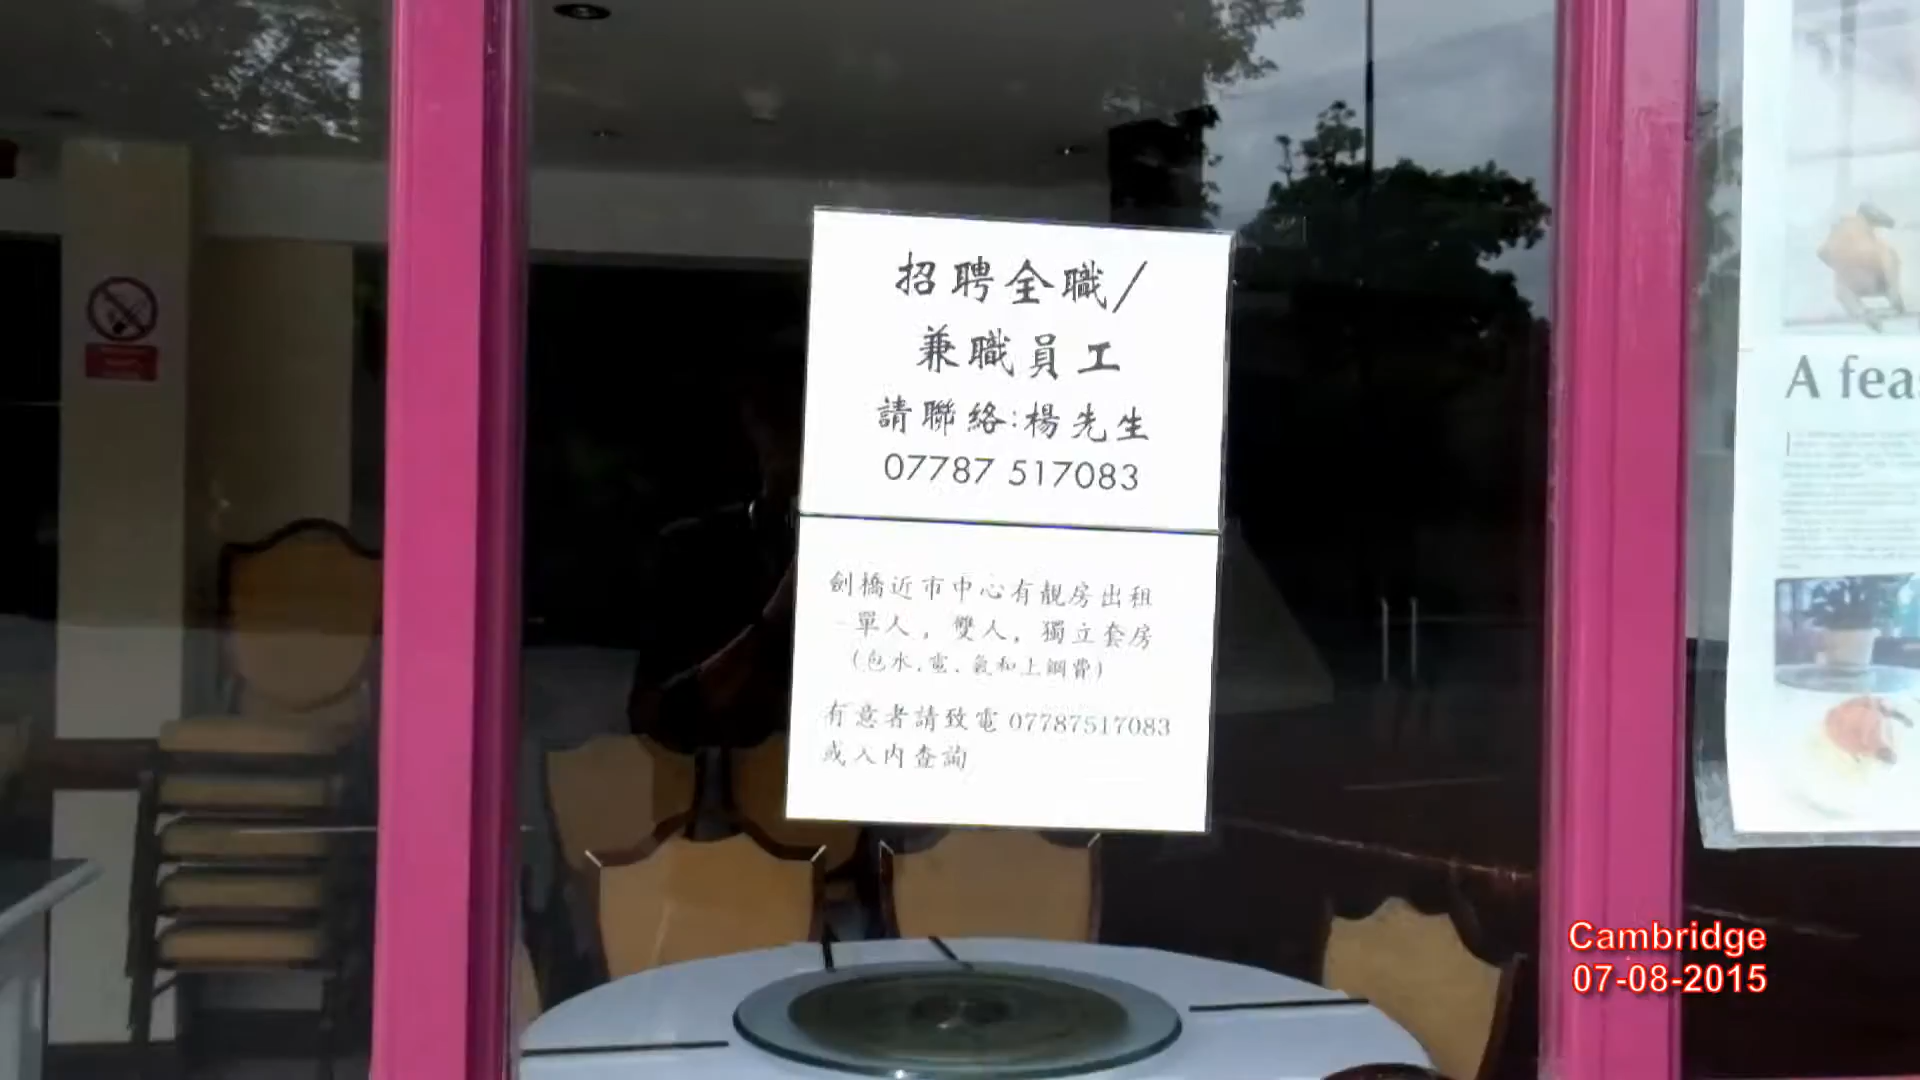 招聘全職/
兼職員工
請聯絡:楊先生
07787 517083
劍橋近市中心有靚房出租
單人，雙人，獨立套房
(包水.電.氣和上網費)
有意者請致電 07787517083
或入內查詢
A feas
Cambridge
07-08-2015